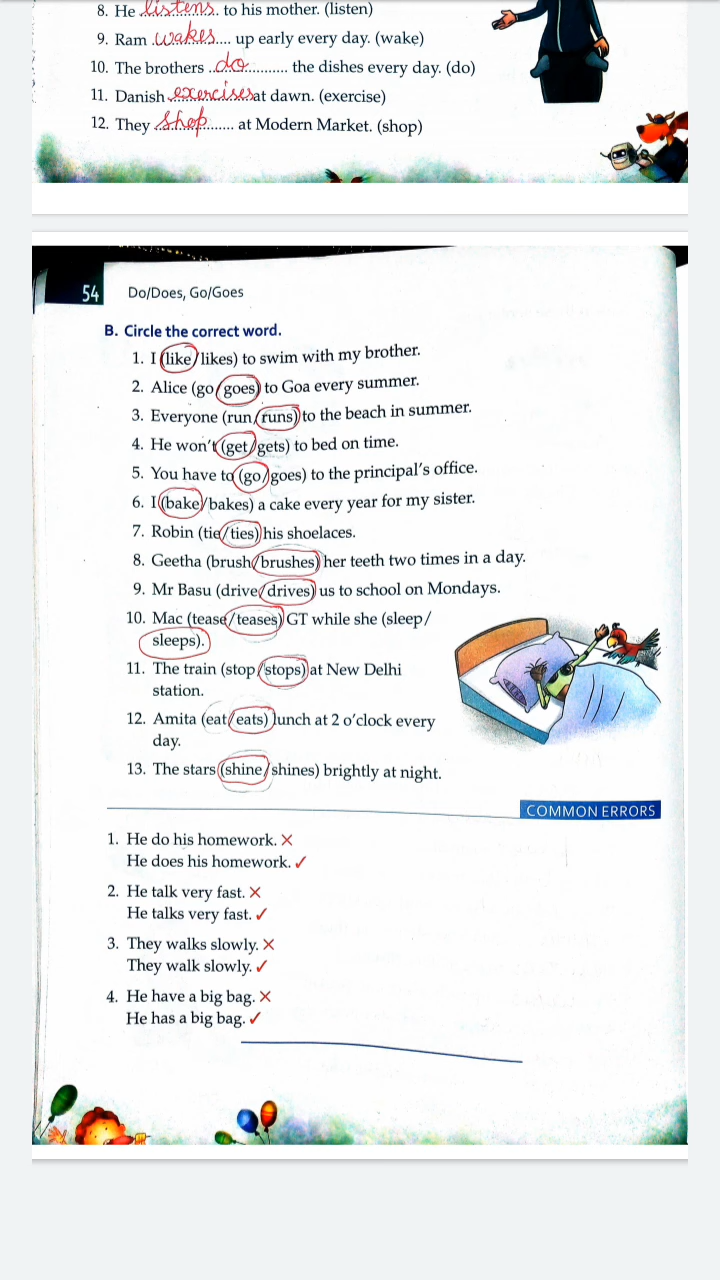 8. He listens to his mother. (listen)
9. Ram wakes up early every day. (wake)
10. The brothers do the dishes every day. (do)
11. Danish exercises at dawn. (exercise)
12. They shop at Modern Market. (shop)
54 Do/Does, Go/Goes
B. Circle the correct word.
1. I (like/likes) to swim with my brother.
2. Alice (go/goes) to Goa every summer.
3. Everyone (run/runs) to the beach in summer.
4. He won't (get/gets) to bed on time.
5. You have to (go/goes) to the principal's office.
6. I (bake/bakes) a cake every year for my sister.
7. Robin (tie/ties) his shoelaces.
8. Geetha (brush/brushes) her teeth two times in a day.
9. Mr Basu (drive/drives) us to school on Mondays.
10. Mac (tease/teases) GT while she (sleep/
sleeps).
11. The train (stop/stops) at New Delhi
station.
12. Amita (eat/eats) lunch at 2 o'clock every
day.
13. The stars (shine/shines) brightly at night.
COMMON ERRORS
1. He do his homework. ✗
He does his homework. ✓
2. He talk very fast. ✗
He talks very fast. ✓
3. They walks slowly. ✗
They walk slowly. ✓
4. He have a big bag. ✗
He has a big bag. ✓